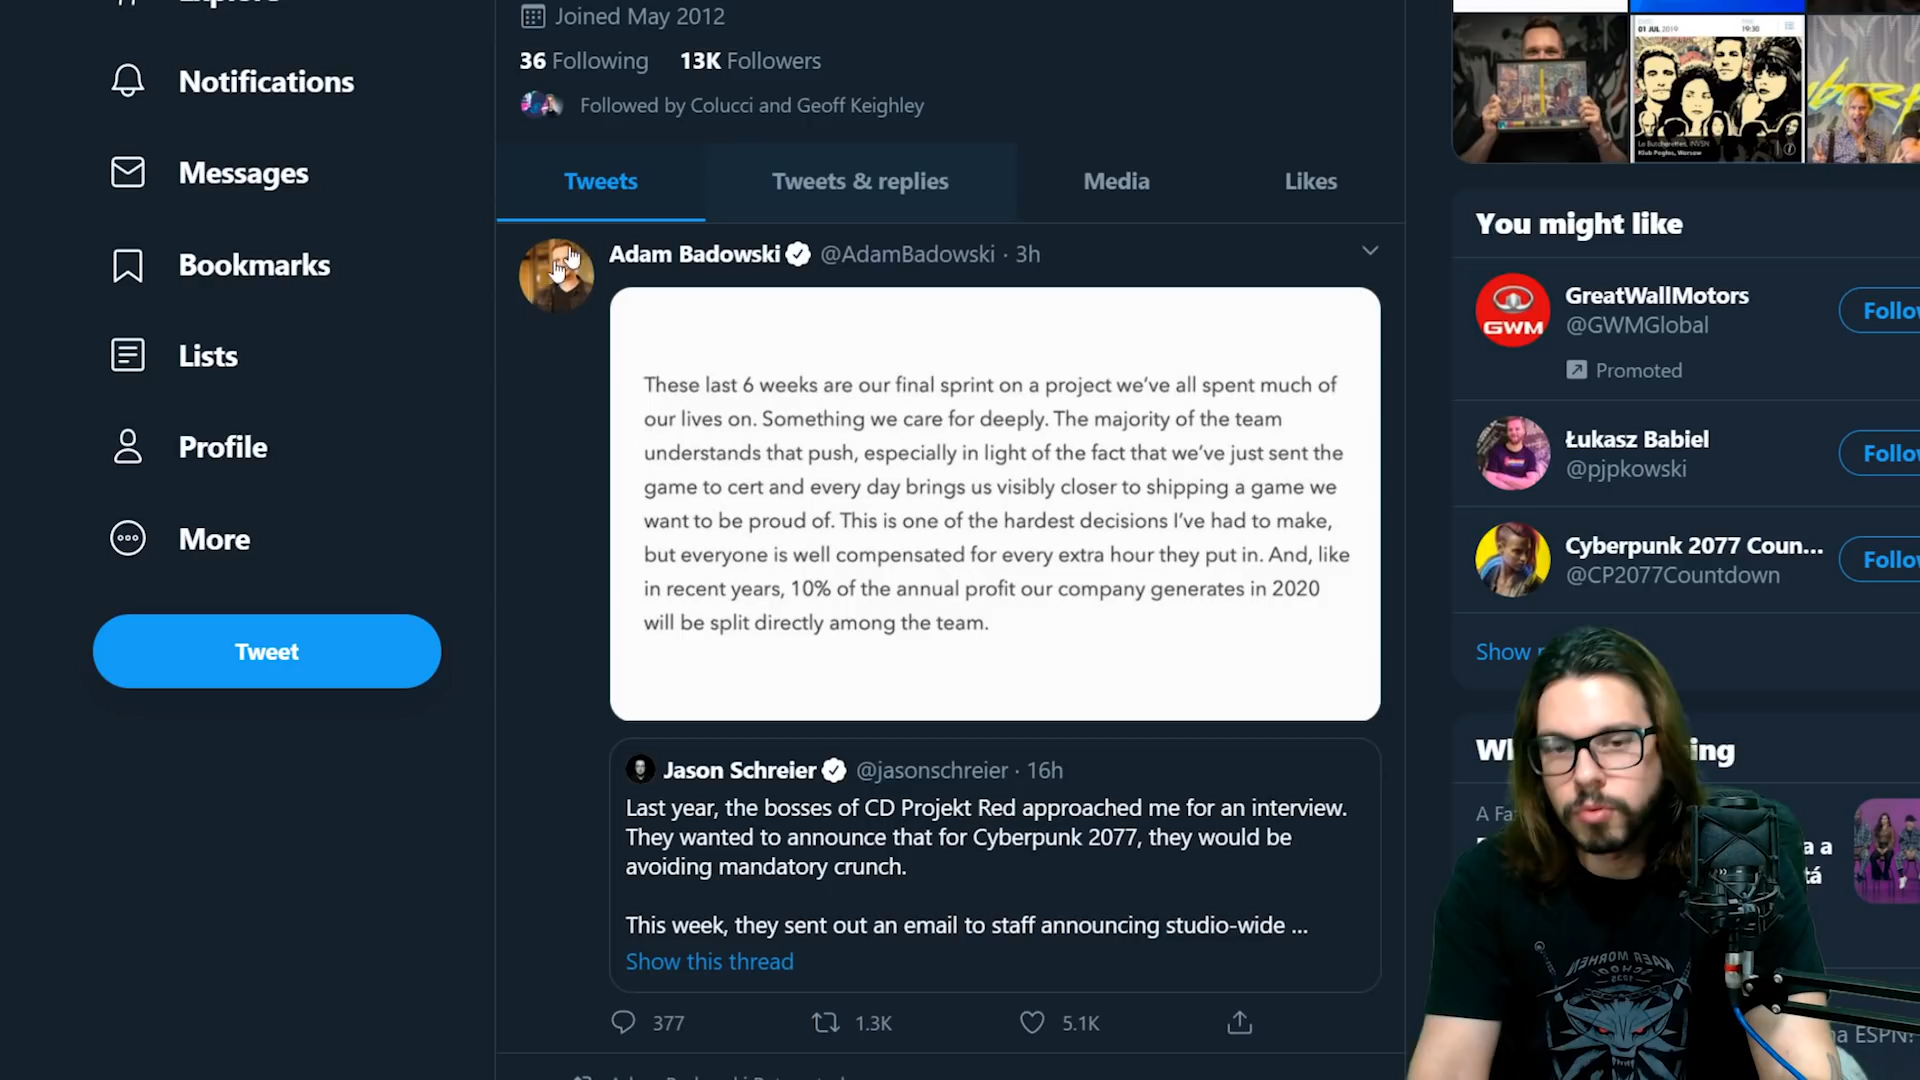 Joined May 2012
36 Following 13K Followers
Followed by Colucci and Geoff Keighley
Notifications
Messages
Bookmarks
Lists
Profile
More
Tweet
Tweets Tweets & replies Media Likes
Adam Badowski @AdamBadowski · 3h
These last 6 weeks are our final sprint on a project we've all spent much of
our lives on. Something we care for deeply. The majority of the team
understands that push, especially in light of the fact that we've just sent the
game to cert and every day brings us visibly closer to shipping a game we
want to be proud of. This is one of the hardest decisions I've had to make,
but everyone is well compensated for every extra hour they put in. And, like
in recent years, 10% of the annual profit our company generates in 2020
will be split directly among the team.
Jason Schreier @jasonschreier · 16h
Last year, the bosses of CD Projekt Red approached me for an interview.
They wanted to announce that for Cyberpunk 2077, they would be
avoiding mandatory crunch.
This week, they sent out an email to staff announcing studio-wide ...
Show this thread
377 1.3K 5.1K
01 JUL 2019 19:30
You might like
GreatWallMotors
@GWMGlobal
Promoted
GWM
Łukasz Babiel
@pjpkowski
Cyberpunk 2077 Coun...
@CP2077Countdown
Show
KAER MORHEN
SCHOOL
ESPN!